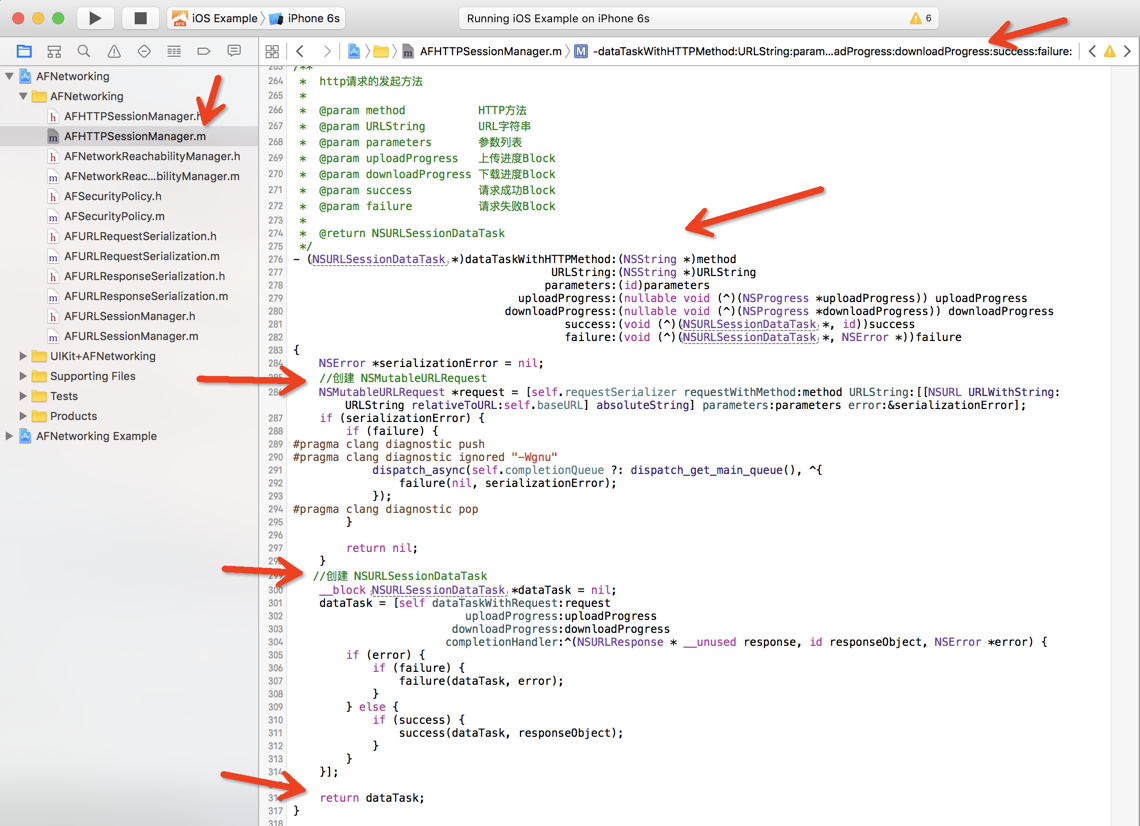 iOS Example
iPhone 6s
Running iOS Example on iPhone 6s
6
AFHTTPSessionManager.m
M
-dataTaskWithHTTPMethod:URLString:param...adProgress:downloadProgress:success:failure:
AFNetworking
AFNetworking
h AFHTTPSessionManager.h
m AFHTTPSessionManager.m
h AFNetworkReachabilityManager.h
m AFNetworkReac...bilityManager.m
h AFSecurityPolicy.h
m AFSecurityPolicy.m
h AFURLRequestSerialization.h
m AFURLRequestSerialization.m
h AFURLResponseSerialization.h
m AFURLResponseSerialization.m
h AFURLSessionManager.h
m AFURLSessionManager.m
UIKit+AFNetworking
Supporting Files
Tests
Products
AFNetworking Example
263 /**
264 * http请求的发起方法
265 *
266 * @param method HTTP方法
267 * @param URLString URL字符串
268 * @param parameters 参数列表
269 * @param uploadProgress 上传进度Block
270 * @param downloadProgress 下载进度Block
271 * @param success 请求成功Block
272 * @param failure 请求失败Block
273 *
274 * @return NSURLSessionDataTask
275 */
276 - (NSURLSessionDataTask *)dataTaskWithHTTPMethod:(NSString *)method
277 URLString:(NSString *)URLString
278 parameters:(id)parameters
279 uploadProgress:(nullable void (^)(NSProgress *uploadProgress)) uploadProgress
280 downloadProgress:(nullable void (^)(NSProgress *downloadProgress)) downloadProgress
281 success:(void (^)(NSURLSessionDataTask *, id))success
282 failure:(void (^)(NSURLSessionDataTask *, NSError *))failure
283 {
284 NSError *serializationError = nil;
285 //创建 NSMutableURLRequest
286 NSMutableURLRequest *request = [self.requestSerializer requestWithMethod:method URLString:[[NSURL URLWithString:
URLString relativeToURL:self.baseURL] absoluteString] parameters:parameters error:&serializationError];
287 if (serializationError) {
288 if (failure) {
289 #pragma clang diagnostic push
290 #pragma clang diagnostic ignored "-Wgnu"
291 dispatch_async(self.completionQueue ?: dispatch_get_main_queue(), ^{
292 failure(nil, serializationError);
293 });
294 #pragma clang diagnostic pop
295 }
296
297 return nil;
298 }
299 //创建 NSURLSessionDataTask
300 __block NSURLSessionDataTask *dataTask = nil;
301 dataTask = [self dataTaskWithRequest:request
302 uploadProgress:uploadProgress
303 downloadProgress:downloadProgress
304 completionHandler:^(NSURLResponse * __unused response, id responseObject, NSError *error) {
305 if (error) {
306 if (failure) {
307 failure(dataTask, error);
308 }
309 } else {
310 if (success) {
311 success(dataTask, responseObject);
312 }
313 }
314 }];
316 return dataTask;
317 }
318